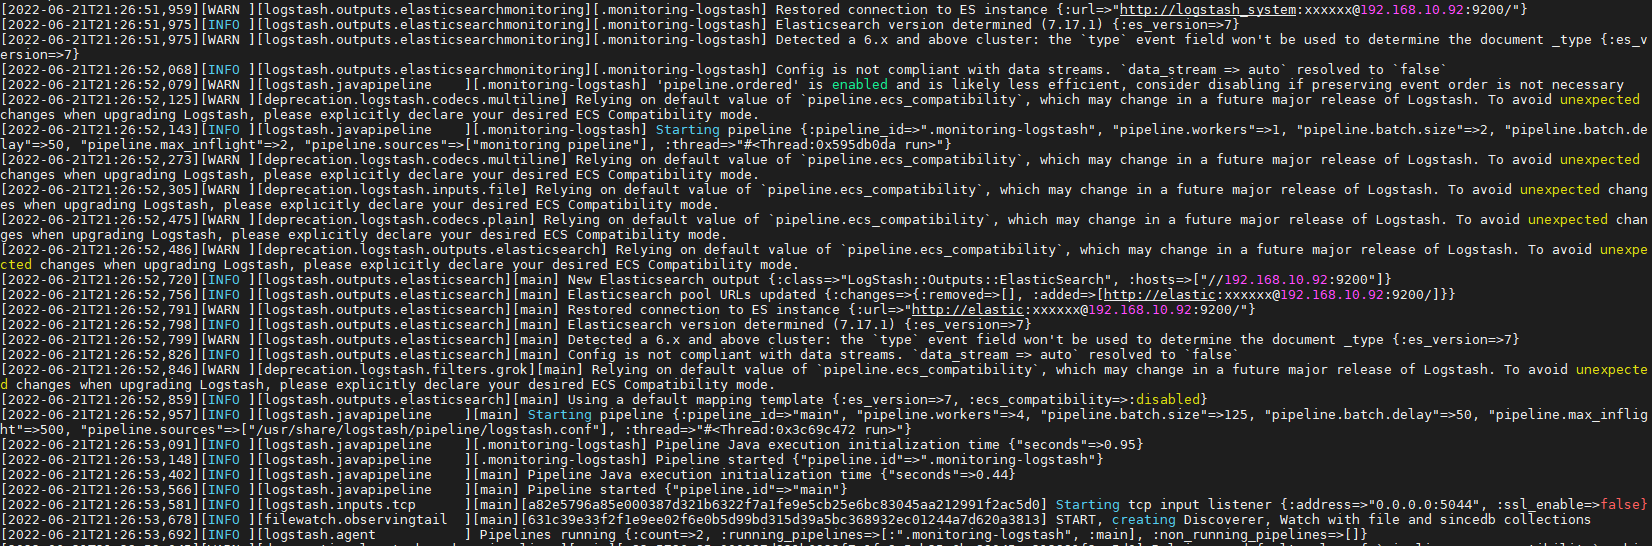 [2022-06-21T21:26:51,959][WARN ][logstash.outputs.elasticsearchmonitoring][.monitoring-logstash] Restored connection to ES instance {:url=>"http://logstash_system:xxxxxx@192.168.10.92:9200/"}
[2022-06-21T21:26:51,975][INFO ][logstash.outputs.elasticsearchmonitoring][.monitoring-logstash] Elasticsearch version determined (7.17.1) {:es_version=>7}
[2022-06-21T21:26:51,975][WARN ][logstash.outputs.elasticsearchmonitoring][.monitoring-logstash] Detected a 6.x and above cluster: the `type` event field won't be used to determine the document _type {:es_v
ersion=>7}
[2022-06-21T21:26:52,068][INFO ][logstash.outputs.elasticsearchmonitoring][.monitoring-logstash] Config is not compliant with data streams. `data_stream => auto` resolved to `false`
[2022-06-21T21:26:52,079][WARN ][logstash.javapipeline    ][.monitoring-logstash] 'pipeline.ordered' is enabled and is likely less efficient, consider disabling if preserving event order is not necessary
[2022-06-21T21:26:52,125][WARN ][deprecation.logstash.codecs.multiline] Relying on default value of `pipeline.ecs_compatibility`, which may change in a future major release of Logstash. To avoid unexpected
changes when upgrading Logstash, please explicitly declare your desired ECS Compatibility mode.
[2022-06-21T21:26:52,143][INFO ][logstash.javapipeline    ][.monitoring-logstash] Starting pipeline {:pipeline_id=>".monitoring-logstash", "pipeline.workers"=>1, "pipeline.batch.size"=>2, "pipeline.batch.de
lay"=>50, "pipeline.max_inflight"=>2, "pipeline.sources"=>["monitoring pipeline"], :thread=>"#<Thread:0x595db0da run>"}
[2022-06-21T21:26:52,273][WARN ][deprecation.logstash.codecs.multiline] Relying on default value of `pipeline.ecs_compatibility`, which may change in a future major release of Logstash. To avoid unexpected
changes when upgrading Logstash, please explicitly declare your desired ECS Compatibility mode.
[2022-06-21T21:26:52,305][WARN ][deprecation.logstash.inputs.file] Relying on default value of `pipeline.ecs_compatibility`, which may change in a future major release of Logstash. To avoid unexpected chang
es when upgrading Logstash, please explicitly declare your desired ECS Compatibility mode.
[2022-06-21T21:26:52,475][WARN ][deprecation.logstash.codecs.plain] Relying on default value of `pipeline.ecs_compatibility`, which may change in a future major release of Logstash. To avoid unexpected chan
ges when upgrading Logstash, please explicitly declare your desired ECS Compatibility mode.
[2022-06-21T21:26:52,486][WARN ][deprecation.logstash.outputs.elasticsearch] Relying on default value of `pipeline.ecs_compatibility`, which may change in a future major release of Logstash. To avoid unexpe
cted changes when upgrading Logstash, please explicitly declare your desired ECS Compatibility mode.
[2022-06-21T21:26:52,720][INFO ][logstash.outputs.elasticsearch][main] New Elasticsearch output {:class=>"LogStash::Outputs::ElasticSearch", :hosts=>["//192.168.10.92:9200"]}
[2022-06-21T21:26:52,756][INFO ][logstash.outputs.elasticsearch][main] Elasticsearch pool URLs updated {:changes=>{:removed=>[], :added=>[http://elastic:xxxxxx@192.168.10.92:9200/]}}
[2022-06-21T21:26:52,791][WARN ][logstash.outputs.elasticsearch][main] Restored connection to ES instance {:url=>"http://elastic:xxxxxx@192.168.10.92:9200/"}
[2022-06-21T21:26:52,798][INFO ][logstash.outputs.elasticsearch][main] Elasticsearch version determined (7.17.1) {:es_version=>7}
[2022-06-21T21:26:52,799][WARN ][logstash.outputs.elasticsearch][main] Detected a 6.x and above cluster: the `type` event field won't be used to determine the document _type {:es_version=>7}
[2022-06-21T21:26:52,826][INFO ][logstash.outputs.elasticsearch][main] Config is not compliant with data streams. `data_stream => auto` resolved to `false`
[2022-06-21T21:26:52,846][WARN ][deprecation.logstash.filters.grok][main] Relying on default value of `pipeline.ecs_compatibility`, which may change in a future major release of Logstash. To avoid unexpecte
d changes when upgrading Logstash, please explicitly declare your desired ECS Compatibility mode.
[2022-06-21T21:26:52,859][INFO ][logstash.outputs.elasticsearch][main] Using a default mapping template {:es_version=>7, :ecs_compatibility=>:disabled}
[2022-06-21T21:26:52,957][INFO ][logstash.javapipeline    ][main] Starting pipeline {:pipeline_id=>"main", "pipeline.workers"=>4, "pipeline.batch.size"=>125, "pipeline.batch.delay"=>50, "pipeline.max_inflig
ht"=>500, "pipeline.sources"=>["/usr/share/logstash/pipeline/logstash.conf"], :thread=>"#<Thread:0x3c69c472 run>"}
[2022-06-21T21:26:53,091][INFO ][logstash.javapipeline    ][.monitoring-logstash] Pipeline Java execution initialization time {"seconds"=>0.95}
[2022-06-21T21:26:53,148][INFO ][logstash.javapipeline    ][.monitoring-logstash] Pipeline started {"pipeline.id"=>".monitoring-logstash"}
[2022-06-21T21:26:53,402][INFO ][logstash.javapipeline    ][main] Pipeline Java execution initialization time {"seconds"=>0.44}
[2022-06-21T21:26:53,566][INFO ][logstash.javapipeline    ][main] Pipeline started {"pipeline.id"=>"main"}
[2022-06-21T21:26:53,581][INFO ][logstash.inputs.tcp      ][main][a82e5796a85e000387d321b6322f7a1fe9e5cb25e6bc83045aa212991f2ac5d0] Starting tcp input listener {:address=>"0.0.0.0:5044", :ssl_enable=>false}
[2022-06-21T21:26:53,678][INFO ][filewatch.observingtail  ][main][631c39e33f2f1e9ee02f6e0b5d99bd315d39a5bc368932ec01244a7d620a3813] START, creating Discoverer, Watch with file and sincedb collections
[2022-06-21T21:26:53,692][INFO ][logstash.agent           ] Pipelines running {:count=>2, :running_pipelines=>[:".monitoring-logstash", :main], :non_running_pipelines=>[]}